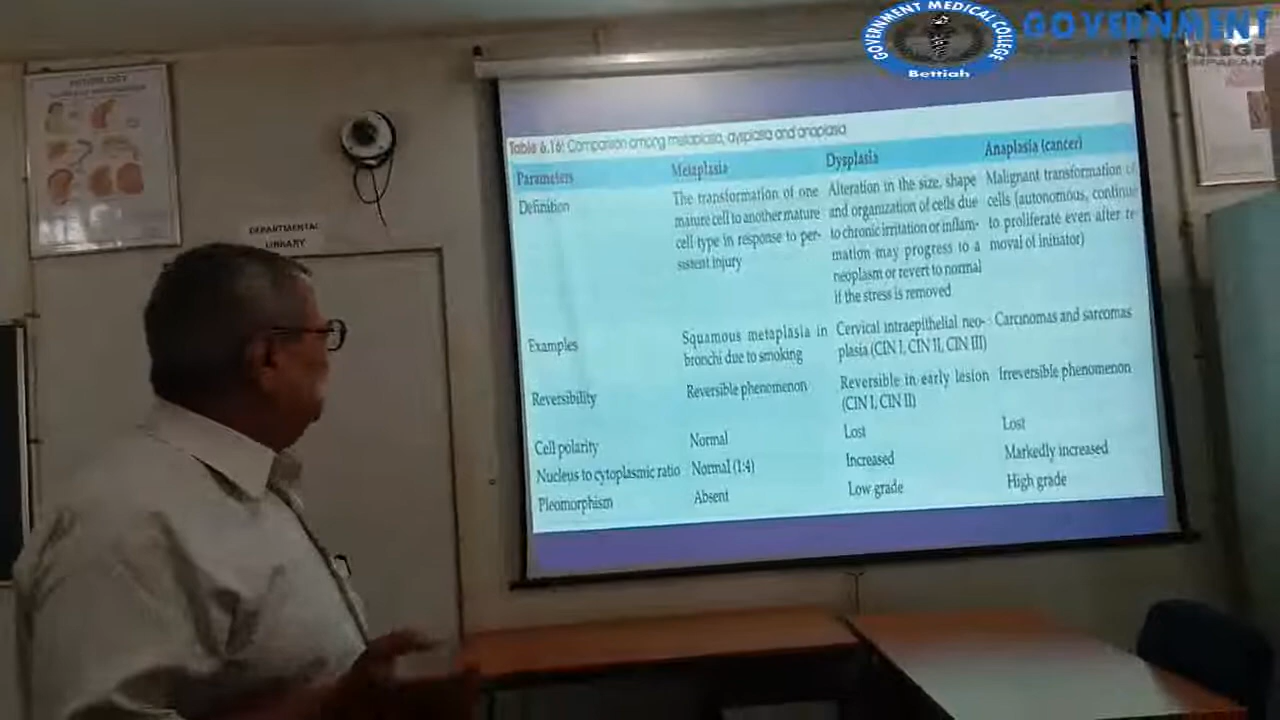 GOVERNMENT MEDICAL COLLEGE
Bettiah
GOVERNMENT
COLLEGE
DEPARTMENTAL
LIBRARY
Table 6.16: Comparison among metaplasia, dysplasia and anaplasia
Parameters Metaplasia Dysplasia Anaplasia (cancer)
Definition The transformation of one Alteration in the size, shape Malignant transformation of
mature cell to another mature and organization of cells due cells (autonomous, continue
cell type in response to per- to chronic irritation or inflam- to proliferate even after re-
sistent injury mation may progress to a moval of initiator)
neoplasm or revert to normal
if the stress is removed
Examples Squamous metaplasia in Cervical intraepithelial neo- Carcinomas and sarcomas
bronchi due to smoking plasia (CIN I, CIN II, CIN III)
Reversibility Reversible phenomenon Reversible in early lesion Irreversible phenomenon
(CIN I, CIN II)
Cell polarity Normal Lost Lost
Nucleus to cytoplasmic ratio Normal (1:4) Increased Markedly increased
Pleomorphism Absent Low grade High grade